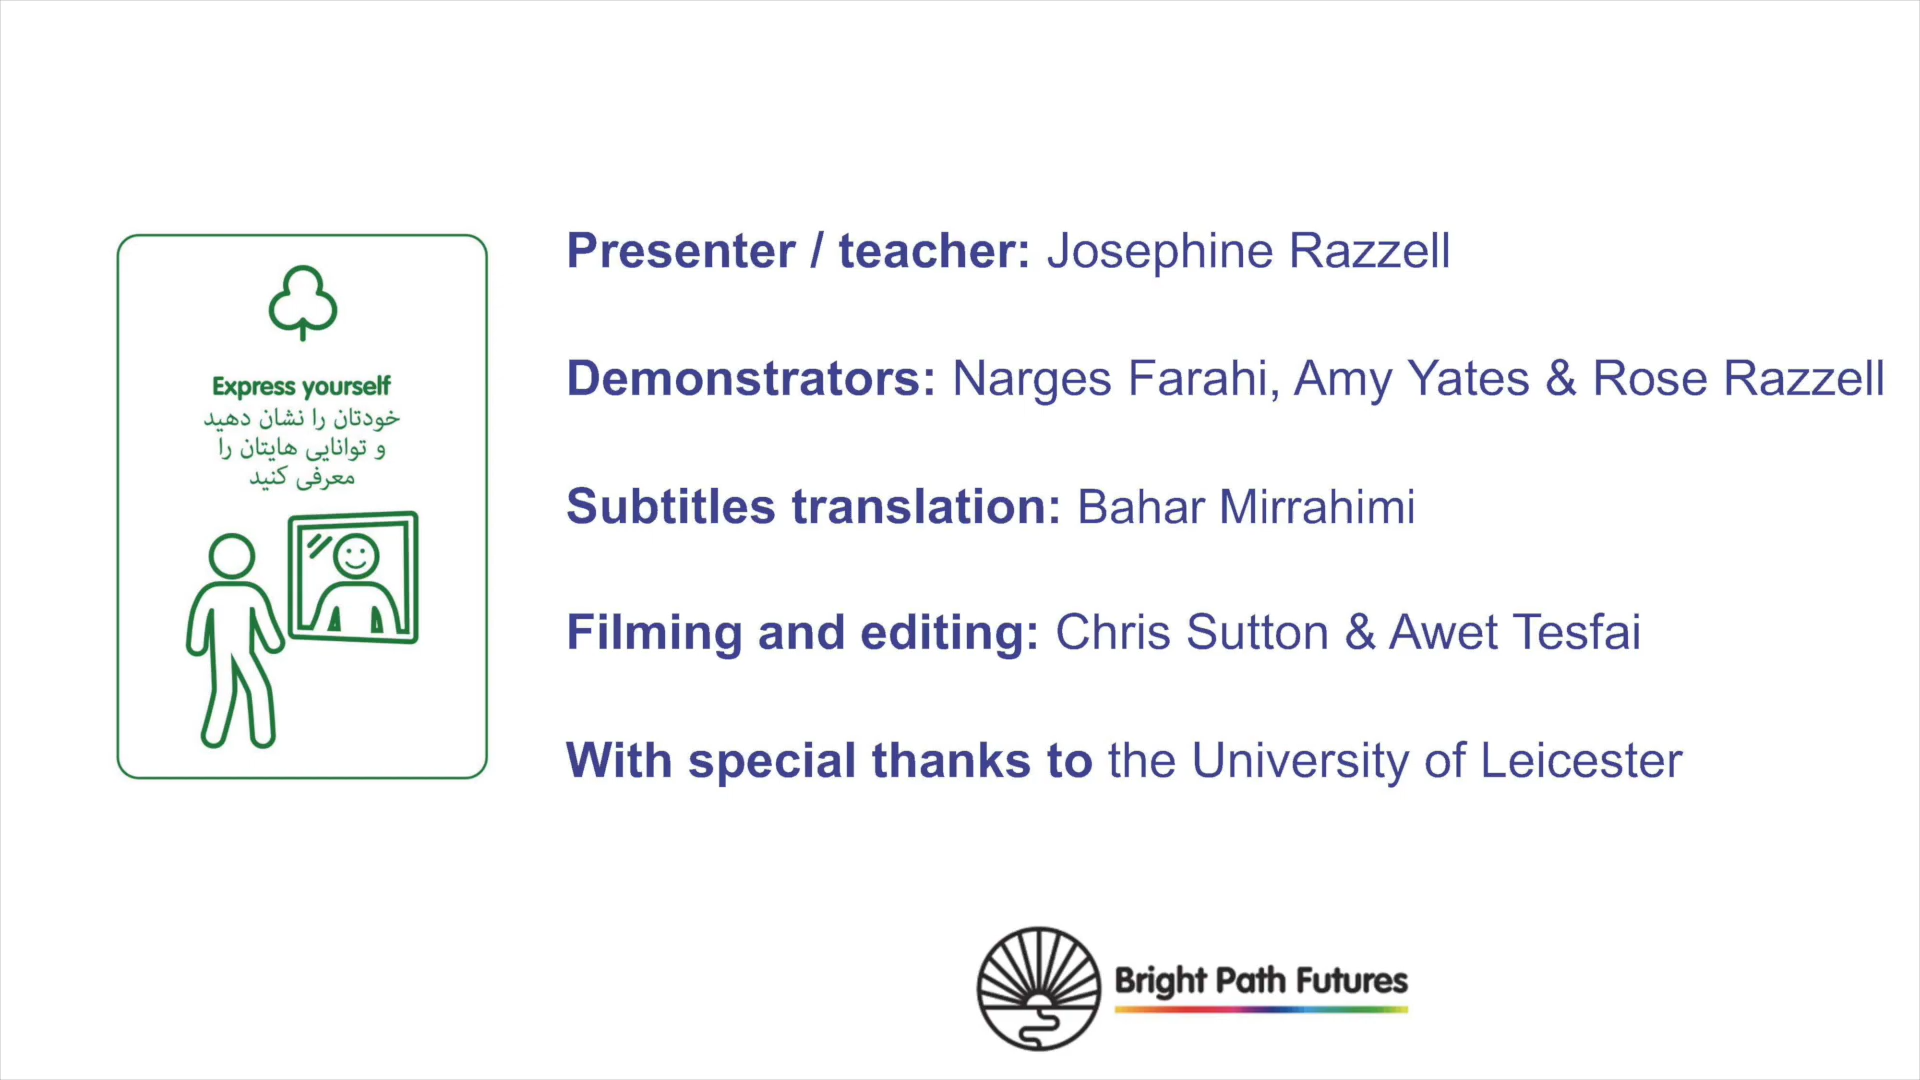 Express yourself
خودتان را نشان دهید
و توانایی هایتان را
معرفی کنید
Presenter / teacher: Josephine Razzell
Demonstrators: Narges Farahi, Amy Yates & Rose Razzell
Subtitles translation: Bahar Mirrahimi
Filming and editing: Chris Sutton & Awet Tesfai
With special thanks to the University of Leicester
Bright Path Futures